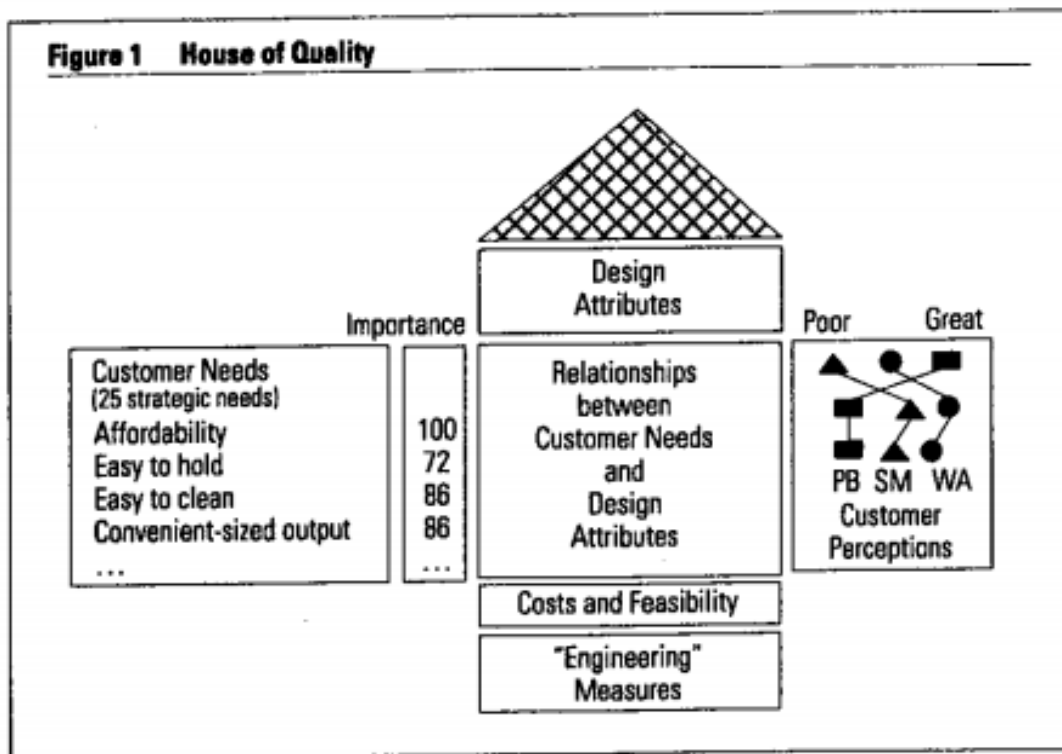 Figure 1 House of Quality
Design
Attributes
Importance
Poor Great
Customer Needs
(25 strategic needs)
Affordability 100
Easy to hold 72
Easy to clean 86
Convenient-sized output 86
... ...
Relationships
between
Customer Needs
and
Design
Attributes
PB SM WA
Customer
Perceptions
Costs and Feasibility
"Engineering"
Measures